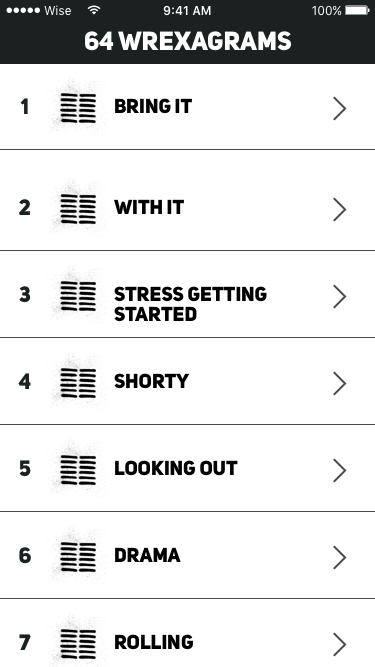 Wise 9:41 AM 100%
64 WREXAGRAMS
1 BRING IT
2 WITH IT
3 STRESS GETTING
STARTED
4 SHORTY
5 LOOKING OUT
6 DRAMA
7 ROLLING